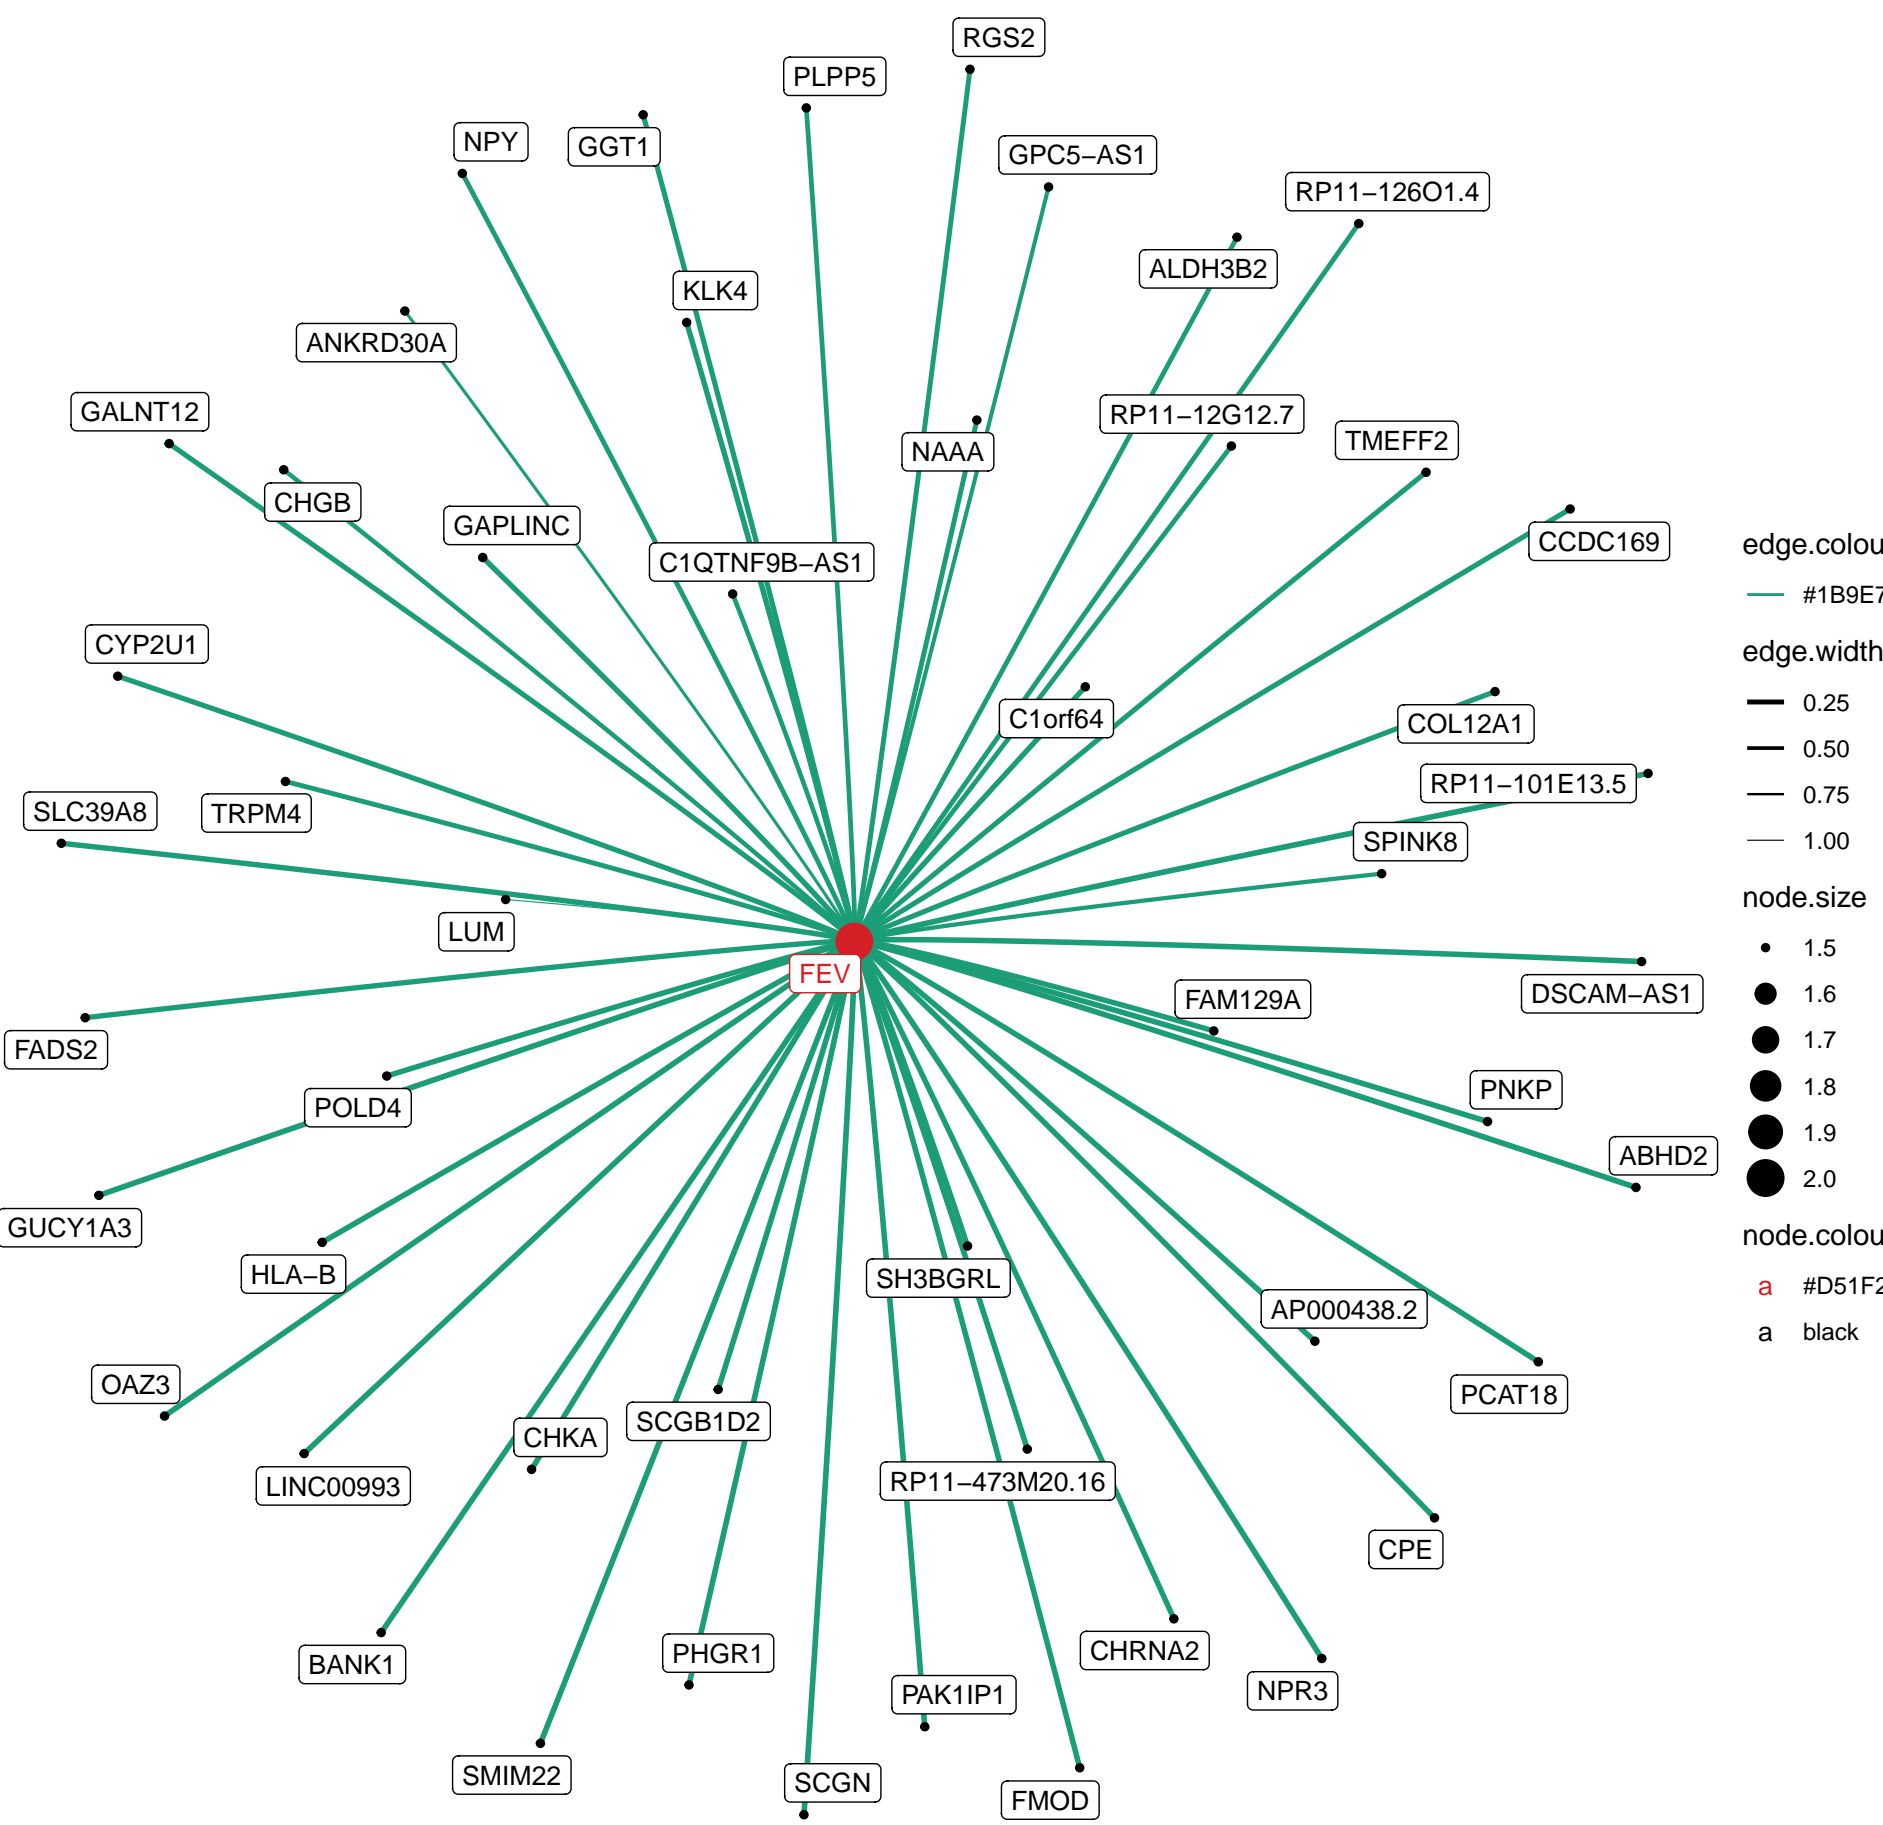 RGS2
PLPP5
NPY
GGT1
GPC5−AS1
RP11−126O1.4
ALDH3B2
KLK4
ANKRD30A
GALNT12
RP11−12G12.7
TMEFF2
NAAA
CHGB
GAPLINC
C1QTNF9B−AS1
CCDC169
CYP2U1
C1orf64
COL12A1
RP11−101E13.5
SLC39A8
TRPM4
SPINK8
LUM
FEV
FAM129A
DSCAM−AS1
FADS2
PNKP
POLD4
ABHD2
GUCY1A3
HLA−B
SH3BGRL
AP000438.2
OAZ3
PCAT18
SCGB1D2
CHKA
LINC00993
RP11−473M20.16
CPE
BANK1
PHGR1
CHRNA2
NPR3
PAK1IP1
SMIM22
SCGN
FMOD
edge.colou
#1B9E7
edge.width
0.25
0.50
0.75
1.00
node.size
1.5
1.6
1.7
1.8
1.9
2.0
node.colou
a #D51F2
a black